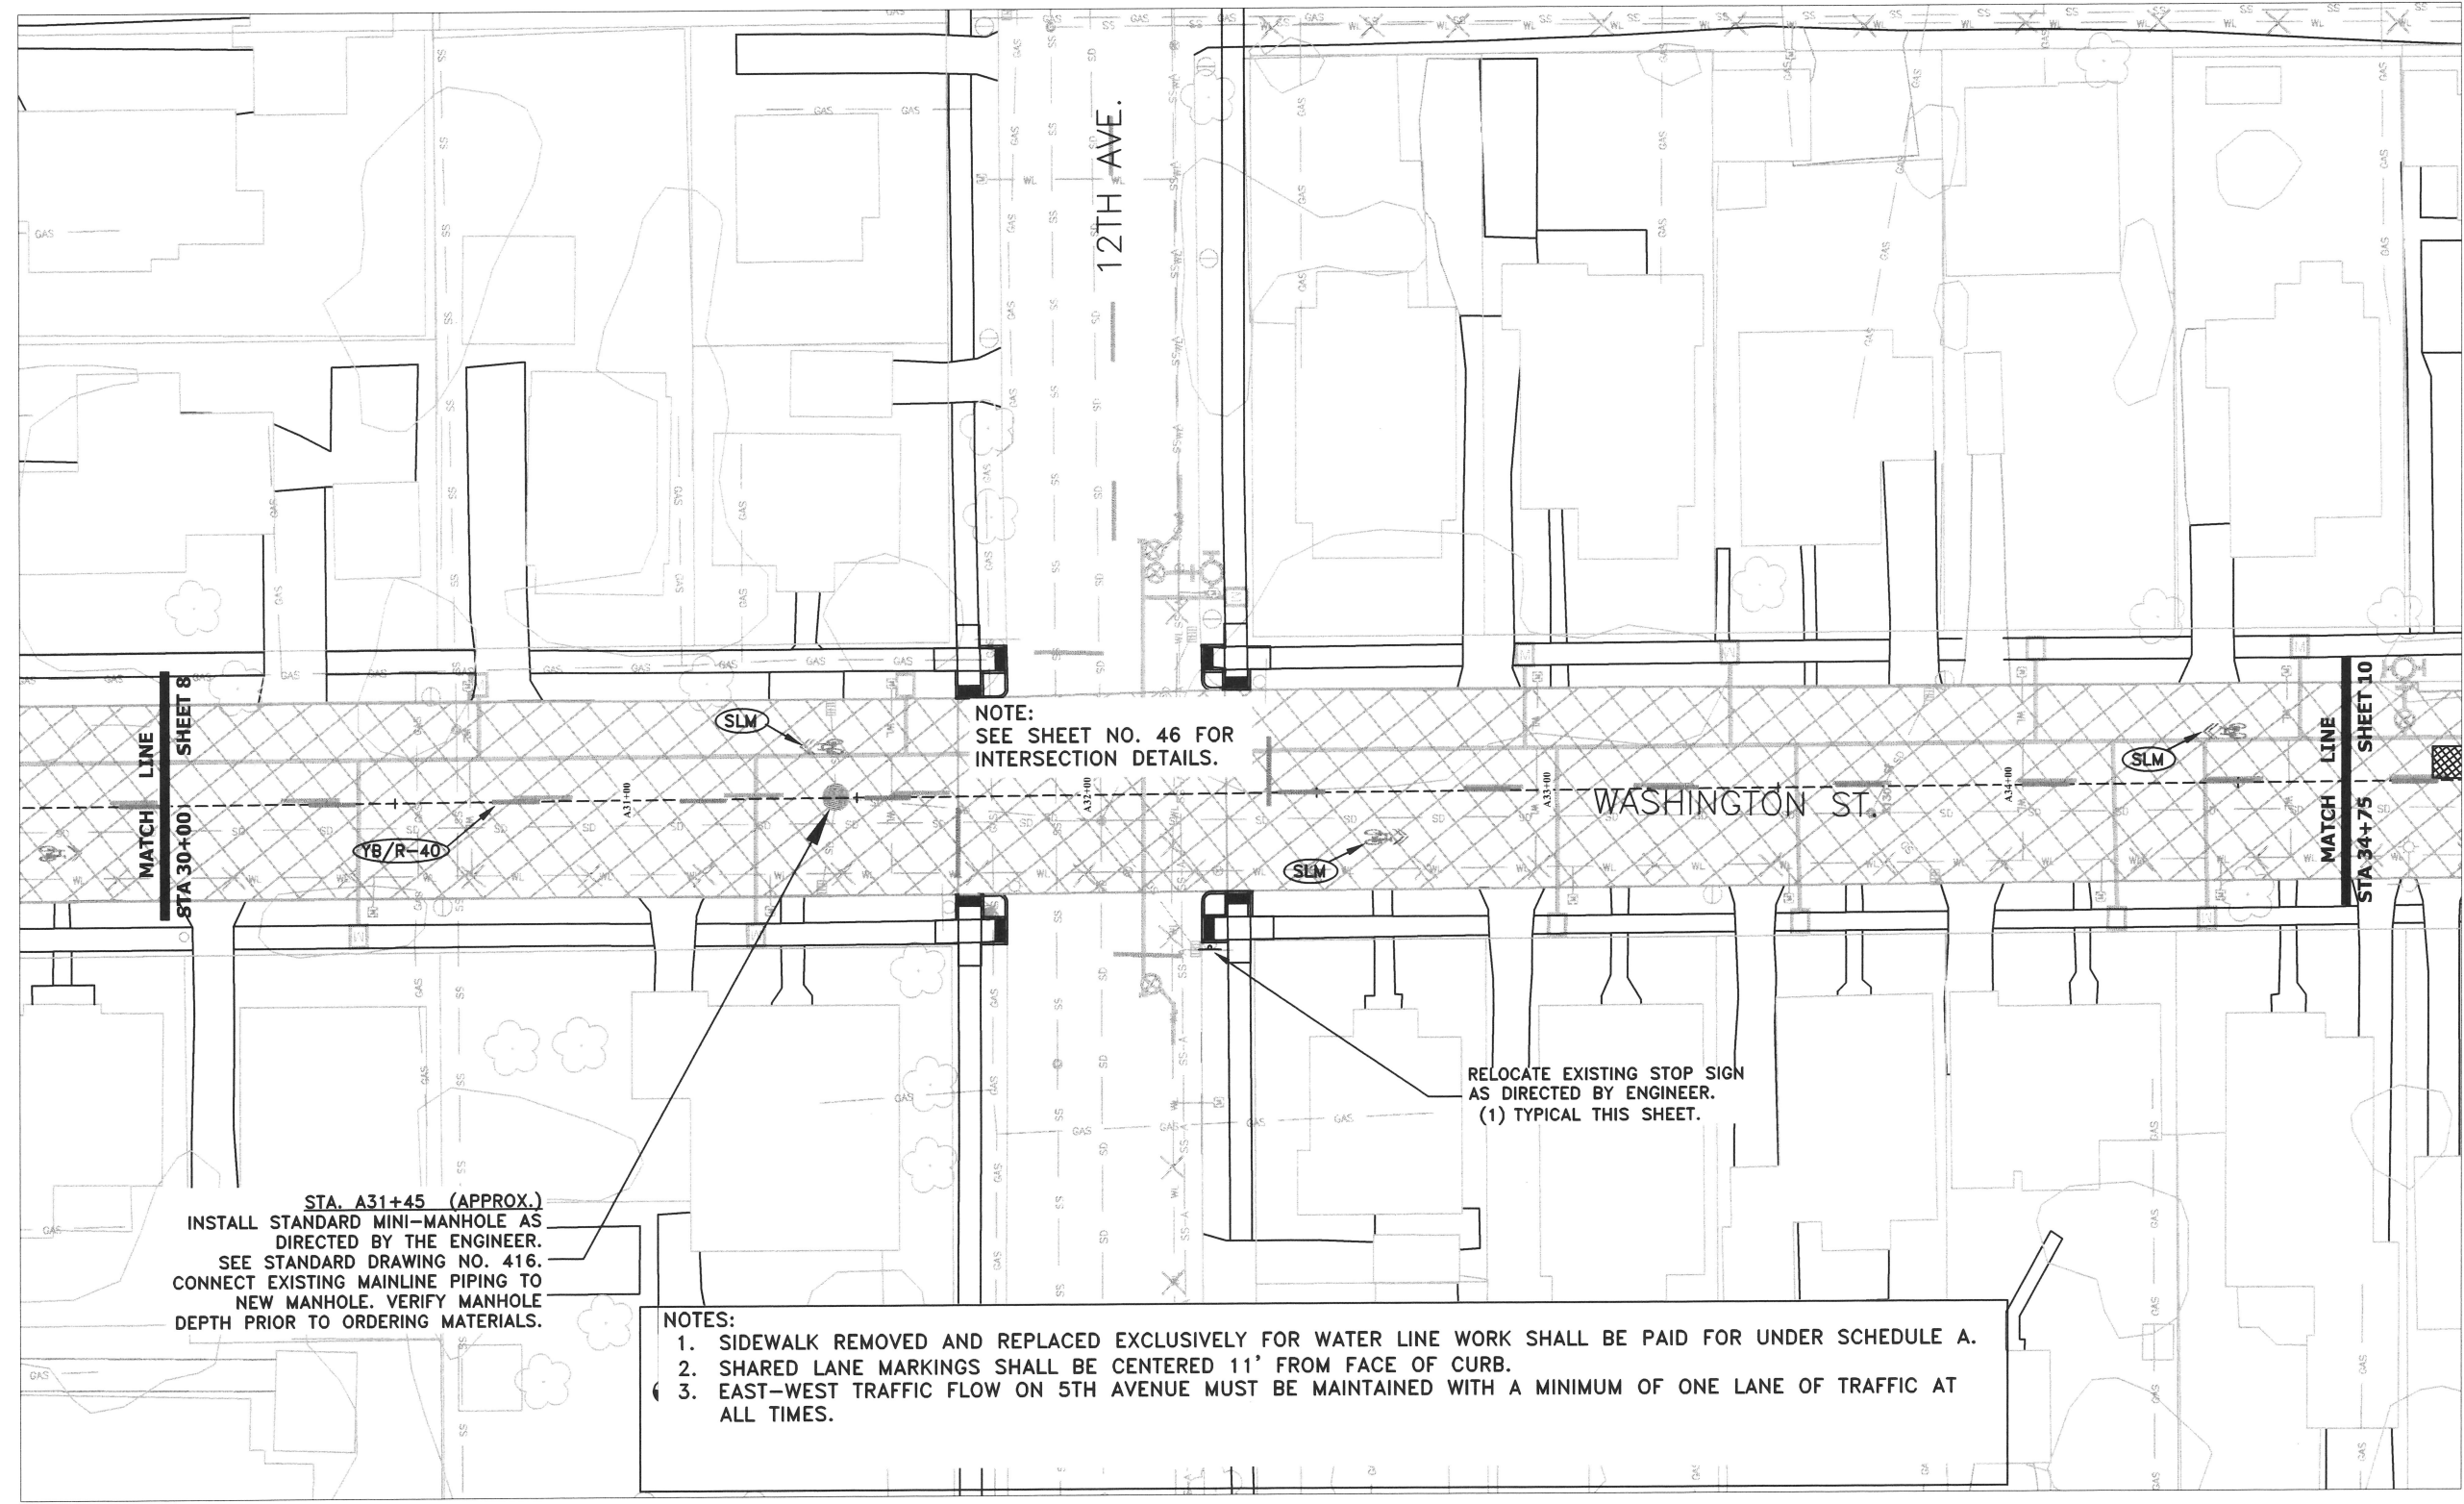 12TH AVE.
MATCH LINE
STA 30+00 SHEET 8
SLM
NOTE:
SEE SHEET NO. 46 FOR
INTERSECTION DETAILS.
SLM
MATCH LINE
STA 34+75 SHEET 10
A31+00
A32+00
A33+00
A34+00
WASHINGTON ST.
YB/R-40
SLM
RELOCATE EXISTING STOP SIGN
AS DIRECTED BY ENGINEER.
(1) TYPICAL THIS SHEET.
STA. A31+45 (APPROX.)
INSTALL STANDARD MINI-MANHOLE AS
DIRECTED BY THE ENGINEER.
SEE STANDARD DRAWING NO. 416.
CONNECT EXISTING MAINLINE PIPING TO
NEW MANHOLE. VERIFY MANHOLE
DEPTH PRIOR TO ORDERING MATERIALS.
NOTES:
1. SIDEWALK REMOVED AND REPLACED EXCLUSIVELY FOR WATER LINE WORK SHALL BE PAID FOR UNDER SCHEDULE A.
2. SHARED LANE MARKINGS SHALL BE CENTERED 11' FROM FACE OF CURB.
3. EAST-WEST TRAFFIC FLOW ON 5TH AVENUE MUST BE MAINTAINED WITH A MINIMUM OF ONE LANE OF TRAFFIC AT
ALL TIMES.
GAS
SS
SD
WL
SS-A